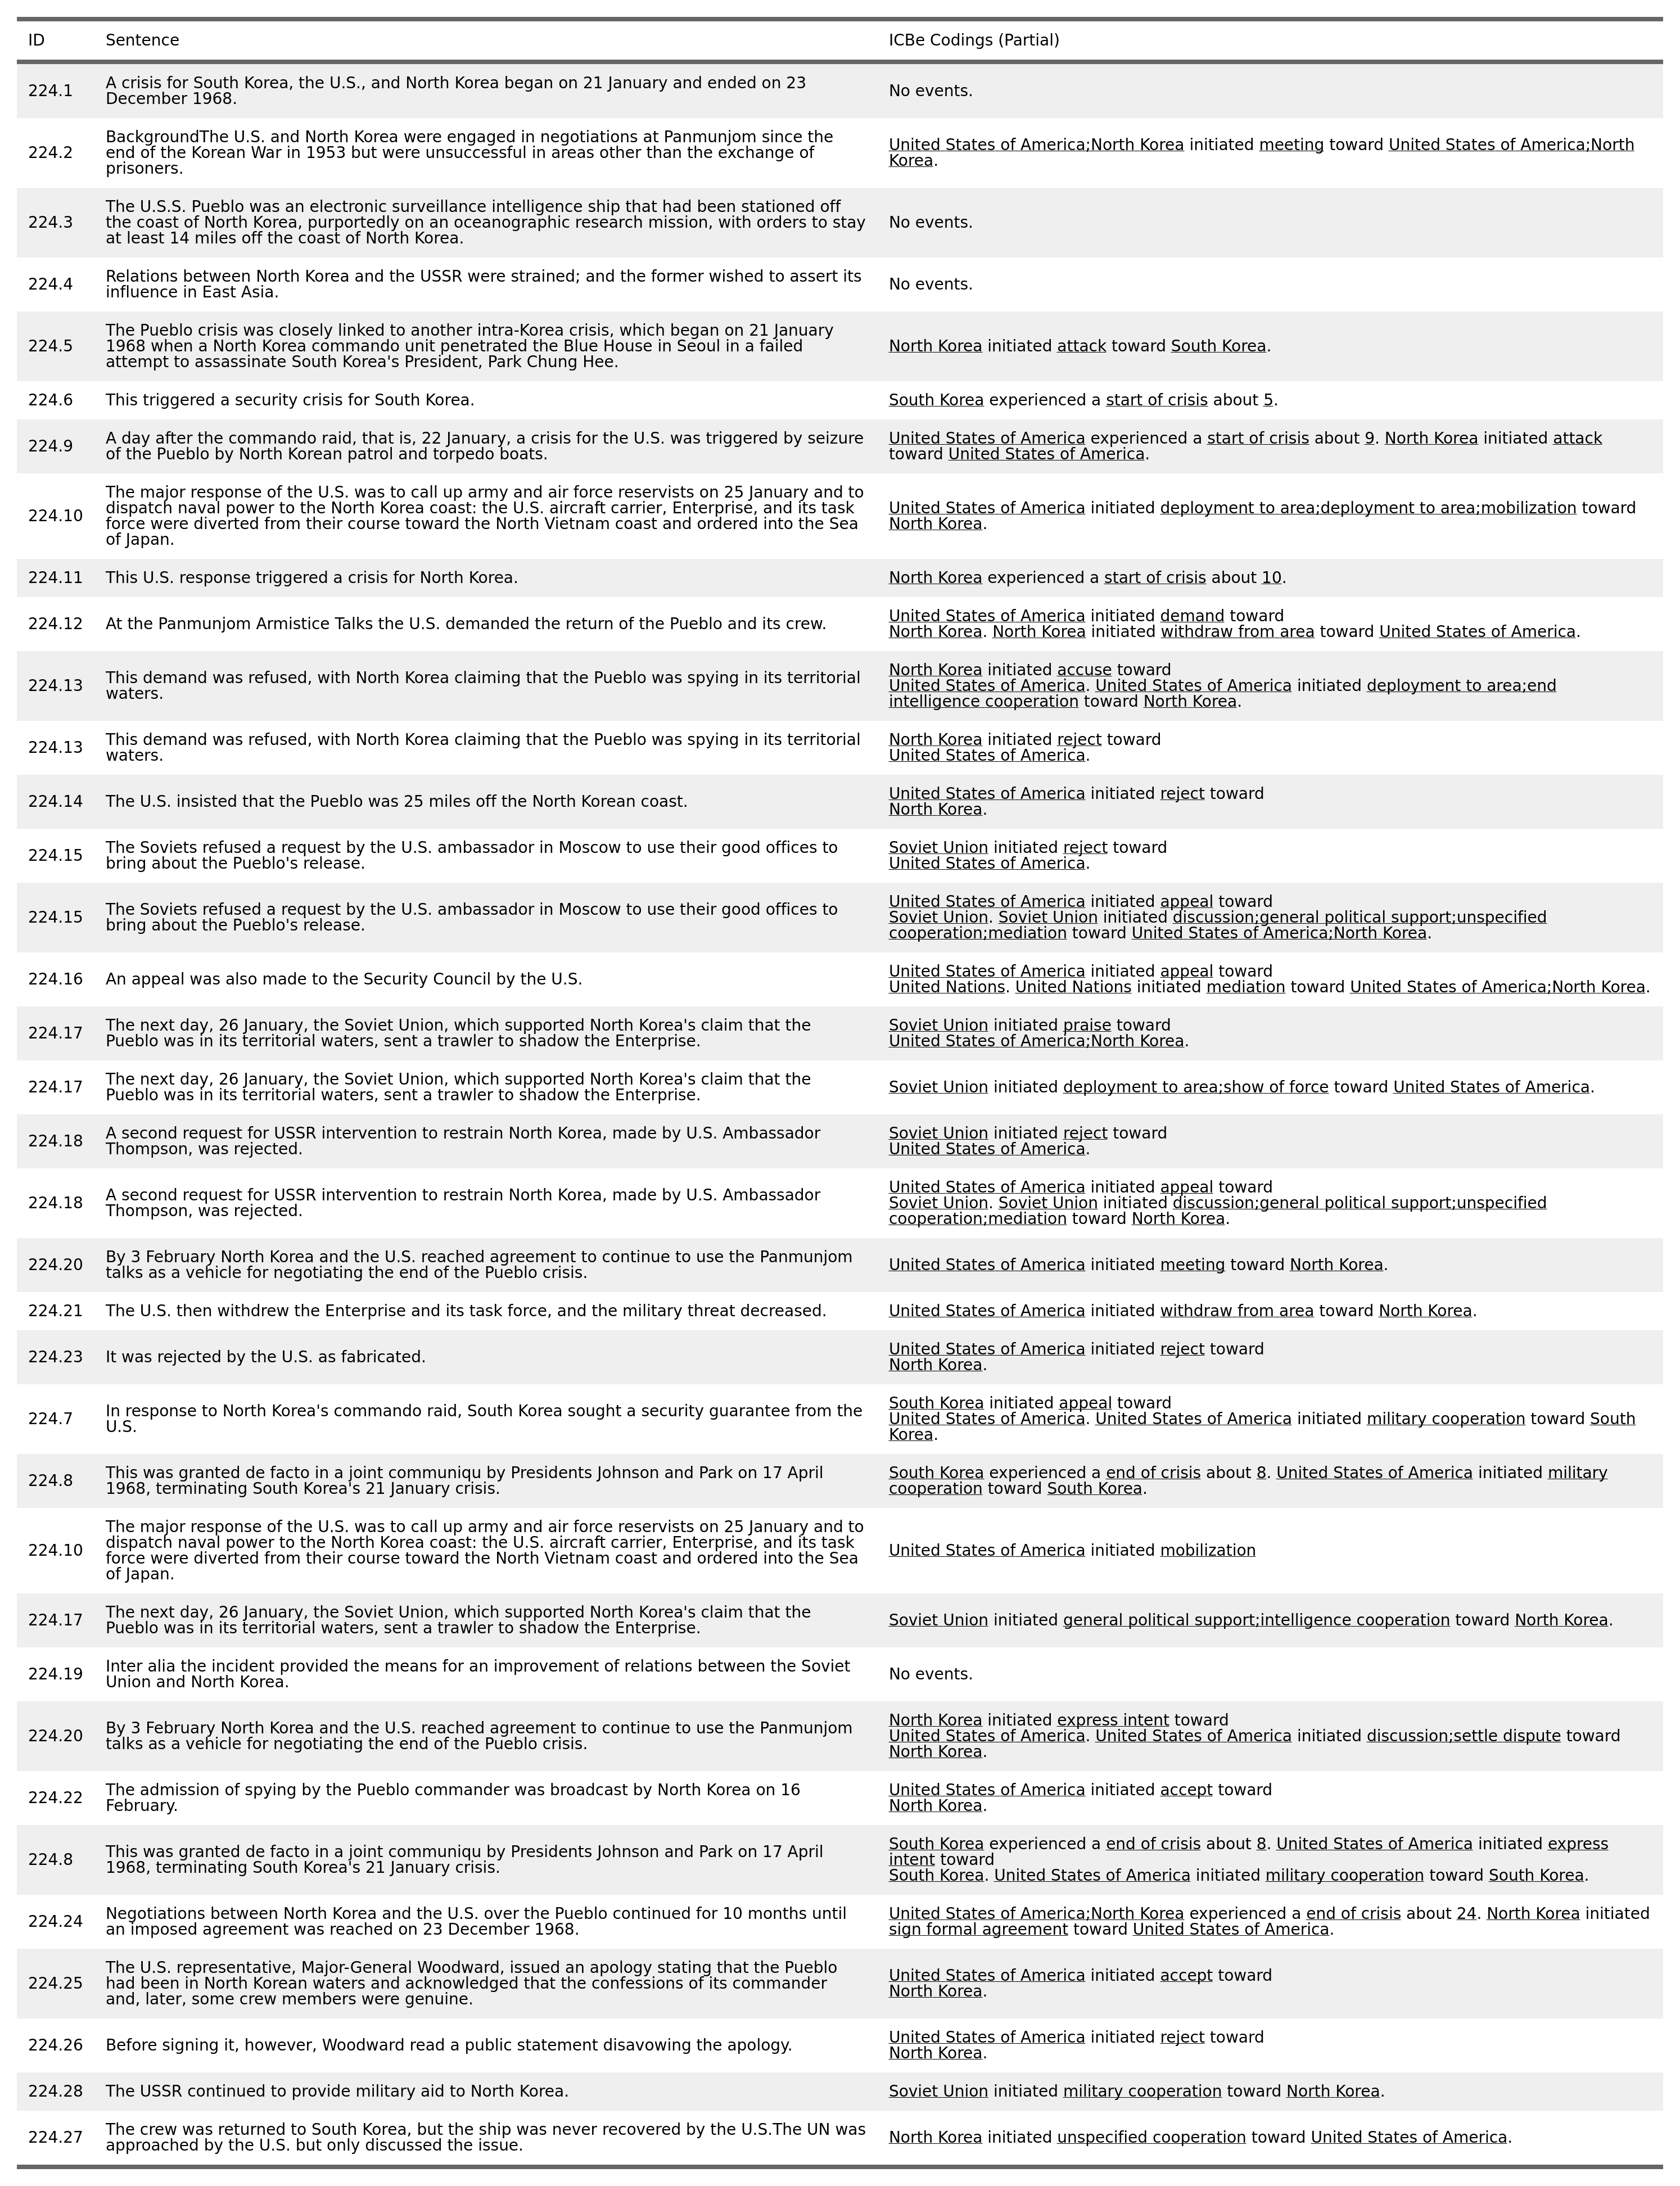 ID Sentence ICBe Codings (Partial)
224.1 A crisis for South Korea, the U.S., and North Korea began on 21 January and ended on 23
December 1968. No events.
224.2 BackgroundThe U.S. and North Korea were engaged in negotiations at Panmunjom since the
end of the Korean War in 1953 but were unsuccessful in areas other than the exchange of
prisoners.
United States of America;North Korea initiated meeting toward United States of America;North
Korea.
224.3 The U.S.S. Pueblo was an electronic surveillance intelligence ship that had been stationed off
the coast of North Korea, purportedly on an oceanographic research mission, with orders to stay
at least 14 miles off the coast of North Korea.
No events.
224.4 Relations between North Korea and the USSR were strained; and the former wished to assert its
influence in East Asia.
No events.
224.5 The Pueblo crisis was closely linked to another intra-Korea crisis, which began on 21 January
1968 when a North Korea commando unit penetrated the Blue House in Seoul in a failed
attempt to assassinate South Korea's President, Park Chung Hee.
North Korea initiated attack toward South Korea.
224.6 This triggered a security crisis for South Korea. South Korea experienced a start of crisis about 5.
224.9 A day after the commando raid, that is, 22 January, a crisis for the U.S. was triggered by seizure
of the Pueblo by North Korean patrol and torpedo boats.
United States of America experienced a start of crisis about 9. North Korea initiated attack
toward United States of America.
224.10 The major response of the U.S. was to call up army and air force reservists on 25 January and to
dispatch naval power to the North Korea coast: the U.S. aircraft carrier, Enterprise, and its task
force were diverted from their course toward the North Vietnam coast and ordered into the Sea
of Japan.
United States of America initiated deployment to area;deployment to area;mobilization toward
North Korea.
224.11 This U.S. response triggered a crisis for North Korea. North Korea experienced a start of crisis about 10.
224.12 At the Panmunjom Armistice Talks the U.S. demanded the return of the Pueblo and its crew.
United States of America initiated demand toward
North Korea. North Korea initiated withdraw from area toward United States of America.
224.13 This demand was refused, with North Korea claiming that the Pueblo was spying in its territorial
waters.
North Korea initiated accuse toward
United States of America. United States of America initiated deployment to area;end
intelligence cooperation toward North Korea.
224.13 This demand was refused, with North Korea claiming that the Pueblo was spying in its territorial
waters.
North Korea initiated reject toward
United States of America.
224.14 The U.S. insisted that the Pueblo was 25 miles off the North Korean coast.
United States of America initiated reject toward
North Korea.
224.15 The Soviets refused a request by the U.S. ambassador in Moscow to use their good offices to
bring about the Pueblo's release.
Soviet Union initiated reject toward
United States of America.
224.15 The Soviets refused a request by the U.S. ambassador in Moscow to use their good offices to
bring about the Pueblo's release.
United States of America initiated appeal toward
Soviet Union. Soviet Union initiated discussion;general political support;unspecified
cooperation;mediation toward United States of America;North Korea.
224.16 An appeal was also made to the Security Council by the U.S.
United States of America initiated appeal toward
United Nations. United Nations initiated mediation toward United States of America;North Korea.
224.17 The next day, 26 January, the Soviet Union, which supported North Korea's claim that the
Pueblo was in its territorial waters, sent a trawler to shadow the Enterprise.
Soviet Union initiated praise toward
United States of America;North Korea.
224.17 The next day, 26 January, the Soviet Union, which supported North Korea's claim that the
Pueblo was in its territorial waters, sent a trawler to shadow the Enterprise.
Soviet Union initiated deployment to area;show of force toward United States of America.
224.18 A second request for USSR intervention to restrain North Korea, made by U.S. Ambassador
Thompson, was rejected.
Soviet Union initiated reject toward
United States of America.
224.18 A second request for USSR intervention to restrain North Korea, made by U.S. Ambassador
Thompson, was rejected.
United States of America initiated appeal toward
Soviet Union. Soviet Union initiated discussion;general political support;unspecified
cooperation;mediation toward North Korea.
224.20 By 3 February North Korea and the U.S. reached agreement to continue to use the Panmunjom
talks as a vehicle for negotiating the end of the Pueblo crisis.
United States of America initiated meeting toward North Korea.
224.21 The U.S. then withdrew the Enterprise and its task force, and the military threat decreased. United States of America initiated withdraw from area toward North Korea.
224.23 It was rejected by the U.S. as fabricated.
United States of America initiated reject toward
North Korea.
224.7 In response to North Korea's commando raid, South Korea sought a security guarantee from the
U.S.
South Korea initiated appeal toward
United States of America. United States of America initiated military cooperation toward South
Korea.
224.8 This was granted de facto in a joint communiqu by Presidents Johnson and Park on 17 April
1968, terminating South Korea's 21 January crisis.
South Korea experienced a end of crisis about 8. United States of America initiated military
cooperation toward South Korea.
224.10 The major response of the U.S. was to call up army and air force reservists on 25 January and to
dispatch naval power to the North Korea coast: the U.S. aircraft carrier, Enterprise, and its task
force were diverted from their course toward the North Vietnam coast and ordered into the Sea
of Japan.
United States of America initiated mobilization
224.17 The next day, 26 January, the Soviet Union, which supported North Korea's claim that the
Pueblo was in its territorial waters, sent a trawler to shadow the Enterprise.
Soviet Union initiated general political support;intelligence cooperation toward North Korea.
224.19 Inter alia the incident provided the means for an improvement of relations between the Soviet
Union and North Korea.
No events.
224.20 By 3 February North Korea and the U.S. reached agreement to continue to use the Panmunjom
talks as a vehicle for negotiating the end of the Pueblo crisis.
North Korea initiated express intent toward
United States of America. United States of America initiated discussion;settle dispute toward
North Korea.
224.22 The admission of spying by the Pueblo commander was broadcast by North Korea on 16
February.
United States of America initiated accept toward
North Korea.
224.8 This was granted de facto in a joint communiqu by Presidents Johnson and Park on 17 April
1968, terminating South Korea's 21 January crisis.
South Korea experienced a end of crisis about 8. United States of America initiated express
intent toward
South Korea. United States of America initiated military cooperation toward South Korea.
224.24 Negotiations between North Korea and the U.S. over the Pueblo continued for 10 months until
an imposed agreement was reached on 23 December 1968.
United States of America;North Korea experienced a end of crisis about 24. North Korea initiated
sign formal agreement toward United States of America.
224.25 The U.S. representative, Major-General Woodward, issued an apology stating that the Pueblo
had been in North Korean waters and acknowledged that the confessions of its commander
and, later, some crew members were genuine.
United States of America initiated accept toward
North Korea.
224.26 Before signing it, however, Woodward read a public statement disavowing the apology.
United States of America initiated reject toward
North Korea.
224.28 The USSR continued to provide military aid to North Korea. Soviet Union initiated military cooperation toward North Korea.
224.27 The crew was returned to South Korea, but the ship was never recovered by the U.S.The UN was
approached by the U.S. but only discussed the issue.
North Korea initiated unspecified cooperation toward United States of America.